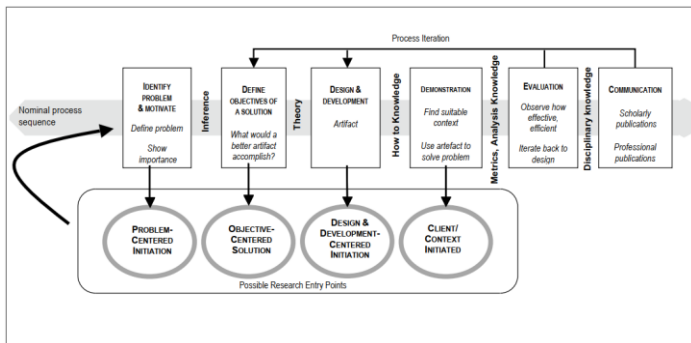 Process Iteration
Nominal process
sequence
IDENTIFY
PROBLEM
& MOTIVATE
Define problem
Show
importance
Inference
DEFINE
OBJECTIVES OF
A SOLUTION
What would a
better artifact
accomplish?
Theory
DESIGN &
DEVELOPMENT
Artifact
How to Knowledge
DEMONSTRATION
Find suitable
context
Use artefact to
solve problem
Metrics, Analysis Knowledge
EVALUATION
Observe how
effective,
efficient
Iterate back to
design
Disciplinary knowledge
COMMUNICATION
Scholarly
publications
Professional
publications
PROBLEM-
CENTERED
INITIATION
OBJECTIVE-
CENTERED
SOLUTION
DESIGN &
DEVELOPMENT-
CENTERED
INITIATION
CLIENT/
CONTEXT
INITIATED
Possible Research Entry Points